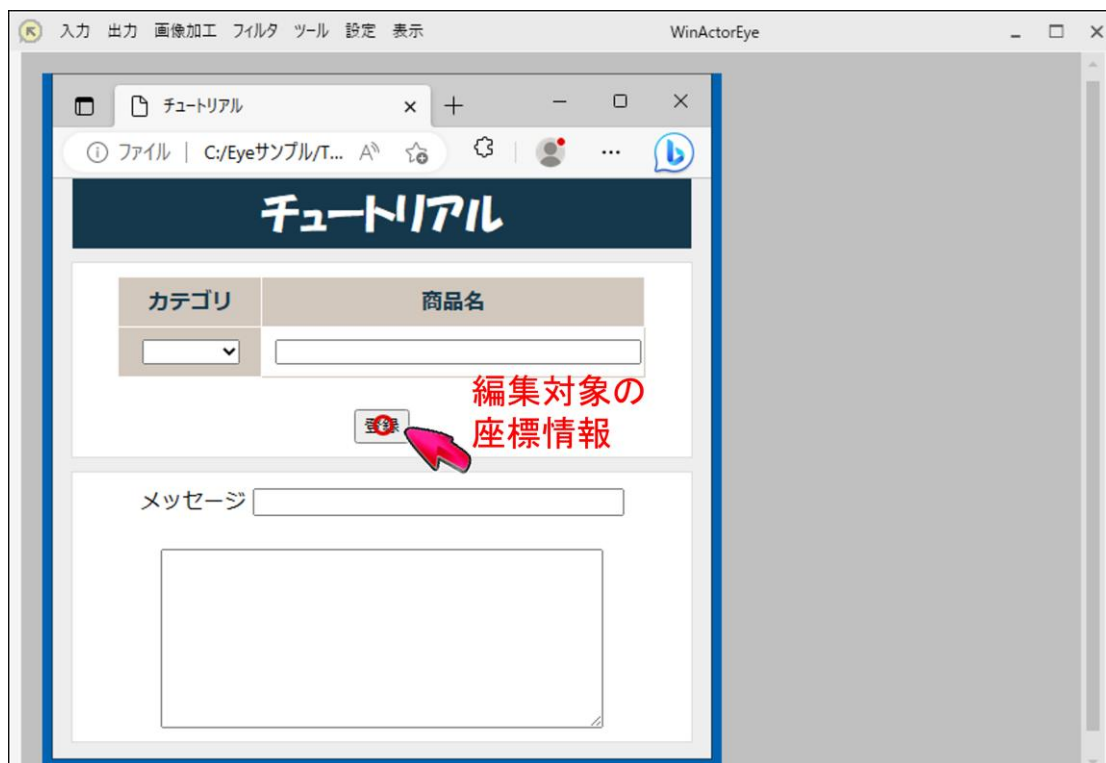 入力 出力 画像加工 フィルタ ツール 設定 表示 WinActorEye
チュートリアル
ファイル C:/Eyeサンプル/T...
チュートリアル
カテゴリ 商品名
編集対象の
座標情報
登録
メッセージ